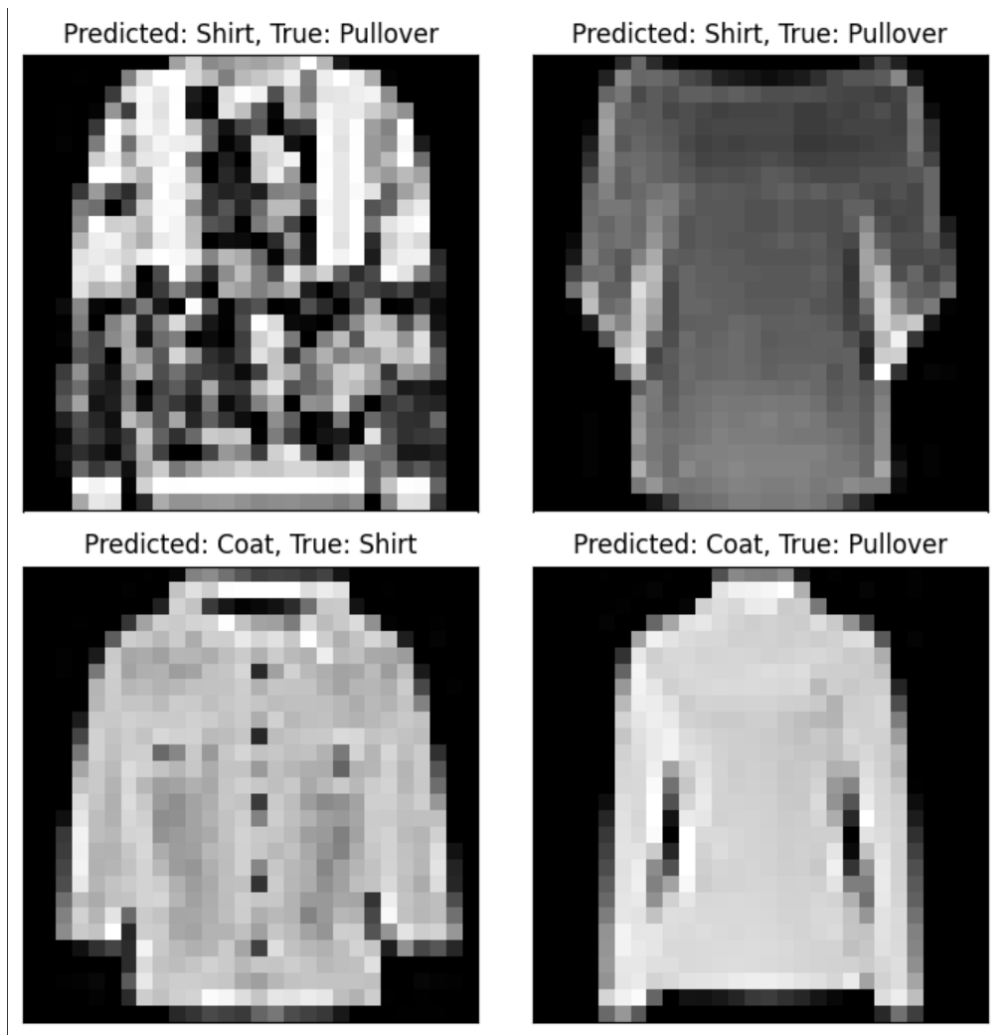 Predicted: Shirt, True: Pullover
Predicted: Shirt, True: Pullover
Predicted: Coat, True: Shirt
Predicted: Coat, True: Pullover